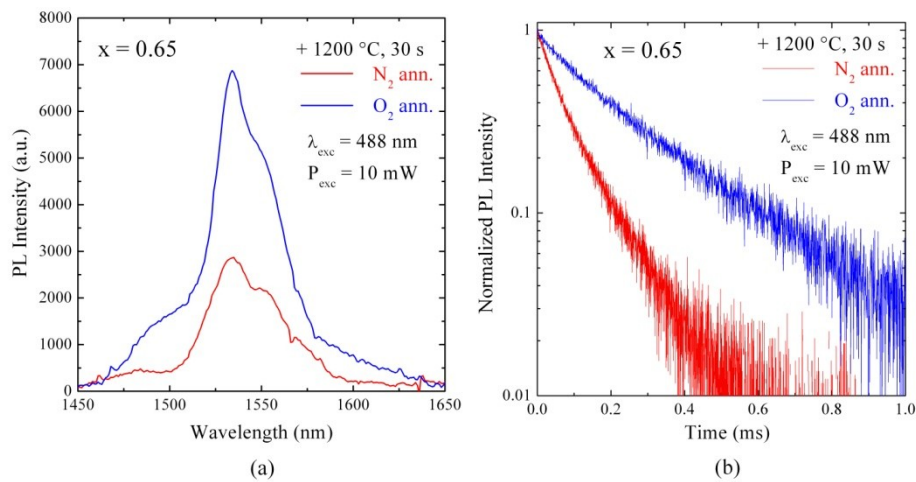 x = 0.65
+ 1200 °C, 30 s
N₂ ann.
O₂ ann.
λexc = 488 nm
Pexc = 10 mW
PL Intensity (a.u.)
8000
7000
6000
5000
4000
3000
2000
1000
0
1450 1500 1550 1600 1650
Wavelength (nm)
(a)
x = 0.65
+ 1200 °C, 30 s
N₂ ann.
O₂ ann.
λexc = 488 nm
Pexc = 10 mW
Normalized PL Intensity
1
0.1
0.01
0.0 0.2 0.4 0.6 0.8 1.0
Time (ms)
(b)